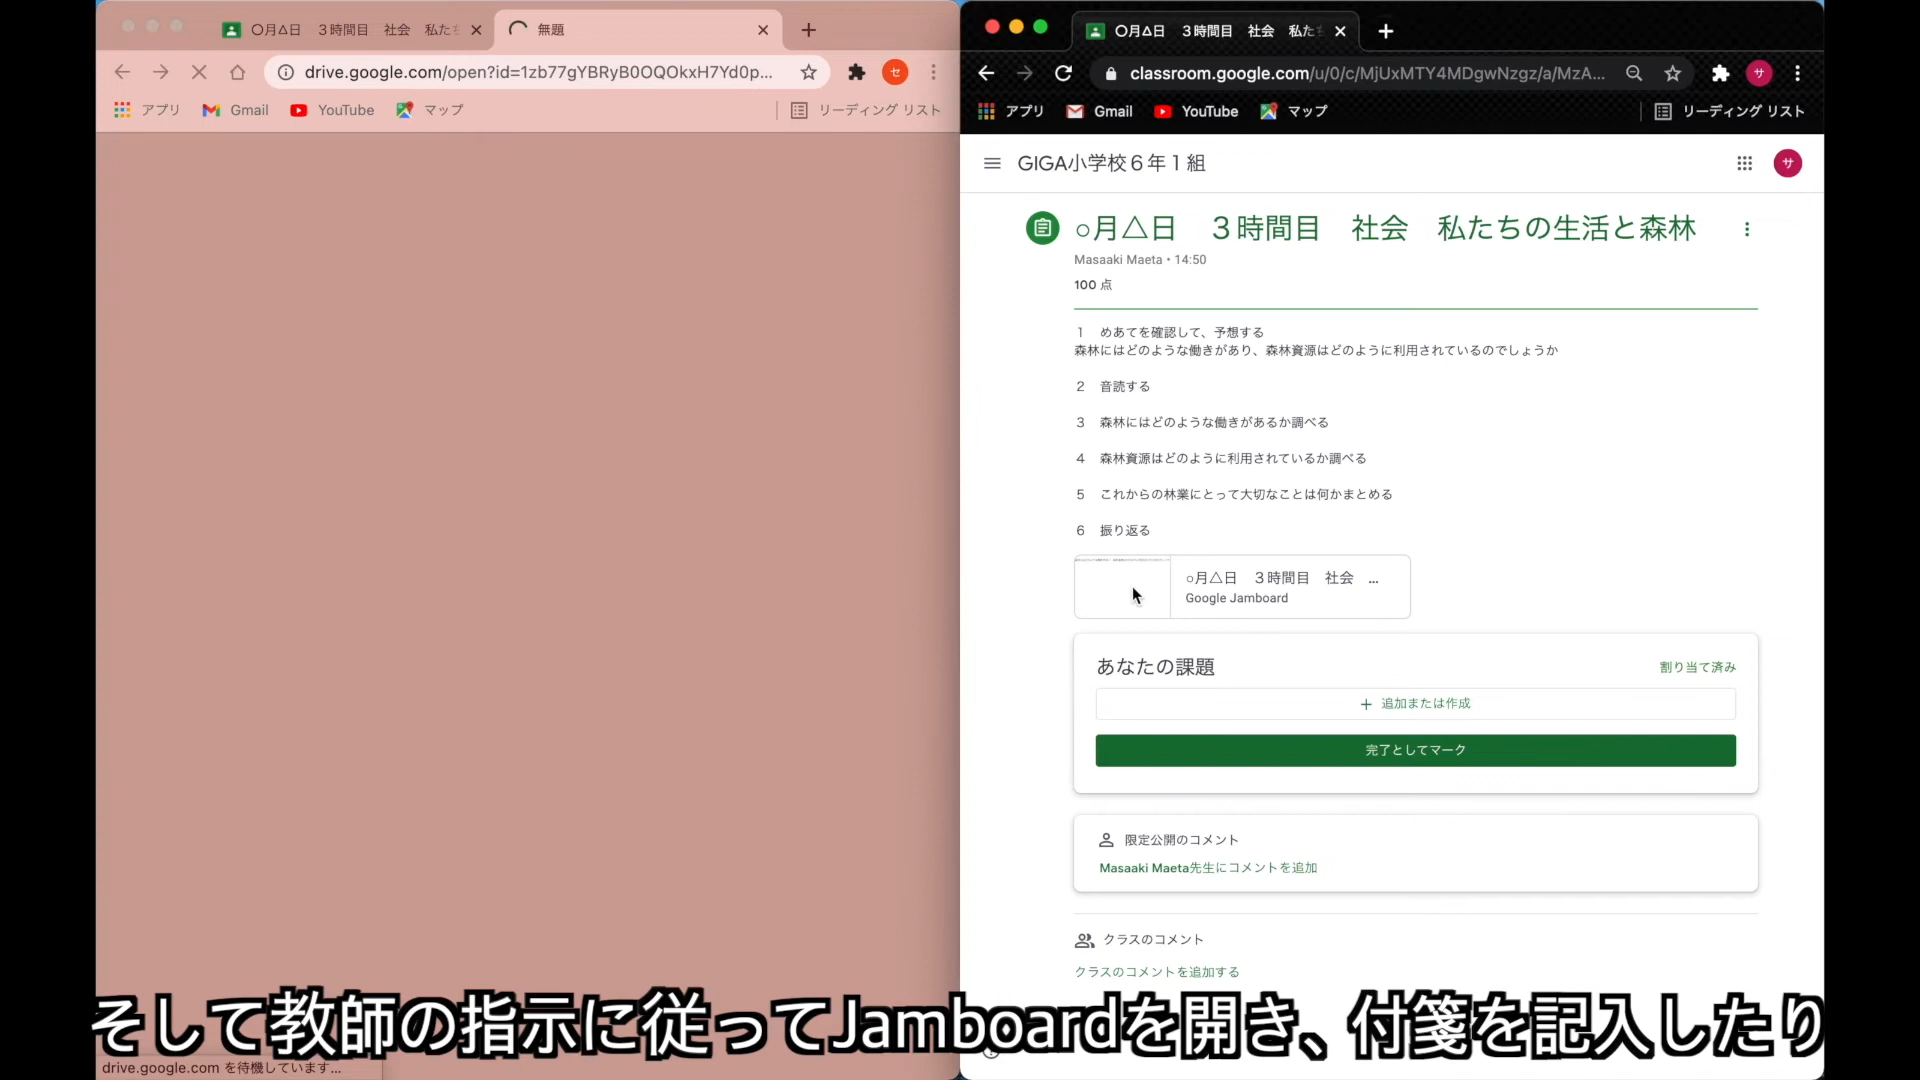 ○月△日　３時間目　社会　私たち
無題
drive.google.com/open?id=1zb77gYBRyB0OQOkxH7Yd0p...
セ
アプリ
Gmail
YouTube
マップ
リーディング リスト
○月△日　３時間目　社会　私たち
classroom.google.com/u/0/c/MjUxMTY4MDgwNzgz/a/MzA...
サ
アプリ
Gmail
YouTube
マップ
リーディング リスト
GIGA小学校６年１組
サ
○月△日　３時間目　社会　私たちの生活と森林
Masaaki Maeta • 14:50
100 点
１　めあてを確認して、予想する
森林にはどのような働きがあり、森林資源はどのように利用されているのでしょうか
２　音読する
３　森林にはどのような働きがあるか調べる
４　森林資源はどのように利用されているか調べる
５　これからの林業にとって大切なことは何かまとめる
６　振り返る
○月△日　３時間目　社会　...
Google Jamboard
あなたの課題
割り当て済み
＋ 追加または作成
完了としてマーク
限定公開のコメント
Masaaki Maeta先生にコメントを追加
クラスのコメント
クラスのコメントを追加する
そして教師の指示に従ってJamboardを開き、付箋を記入したり
drive.google.com を待機しています...